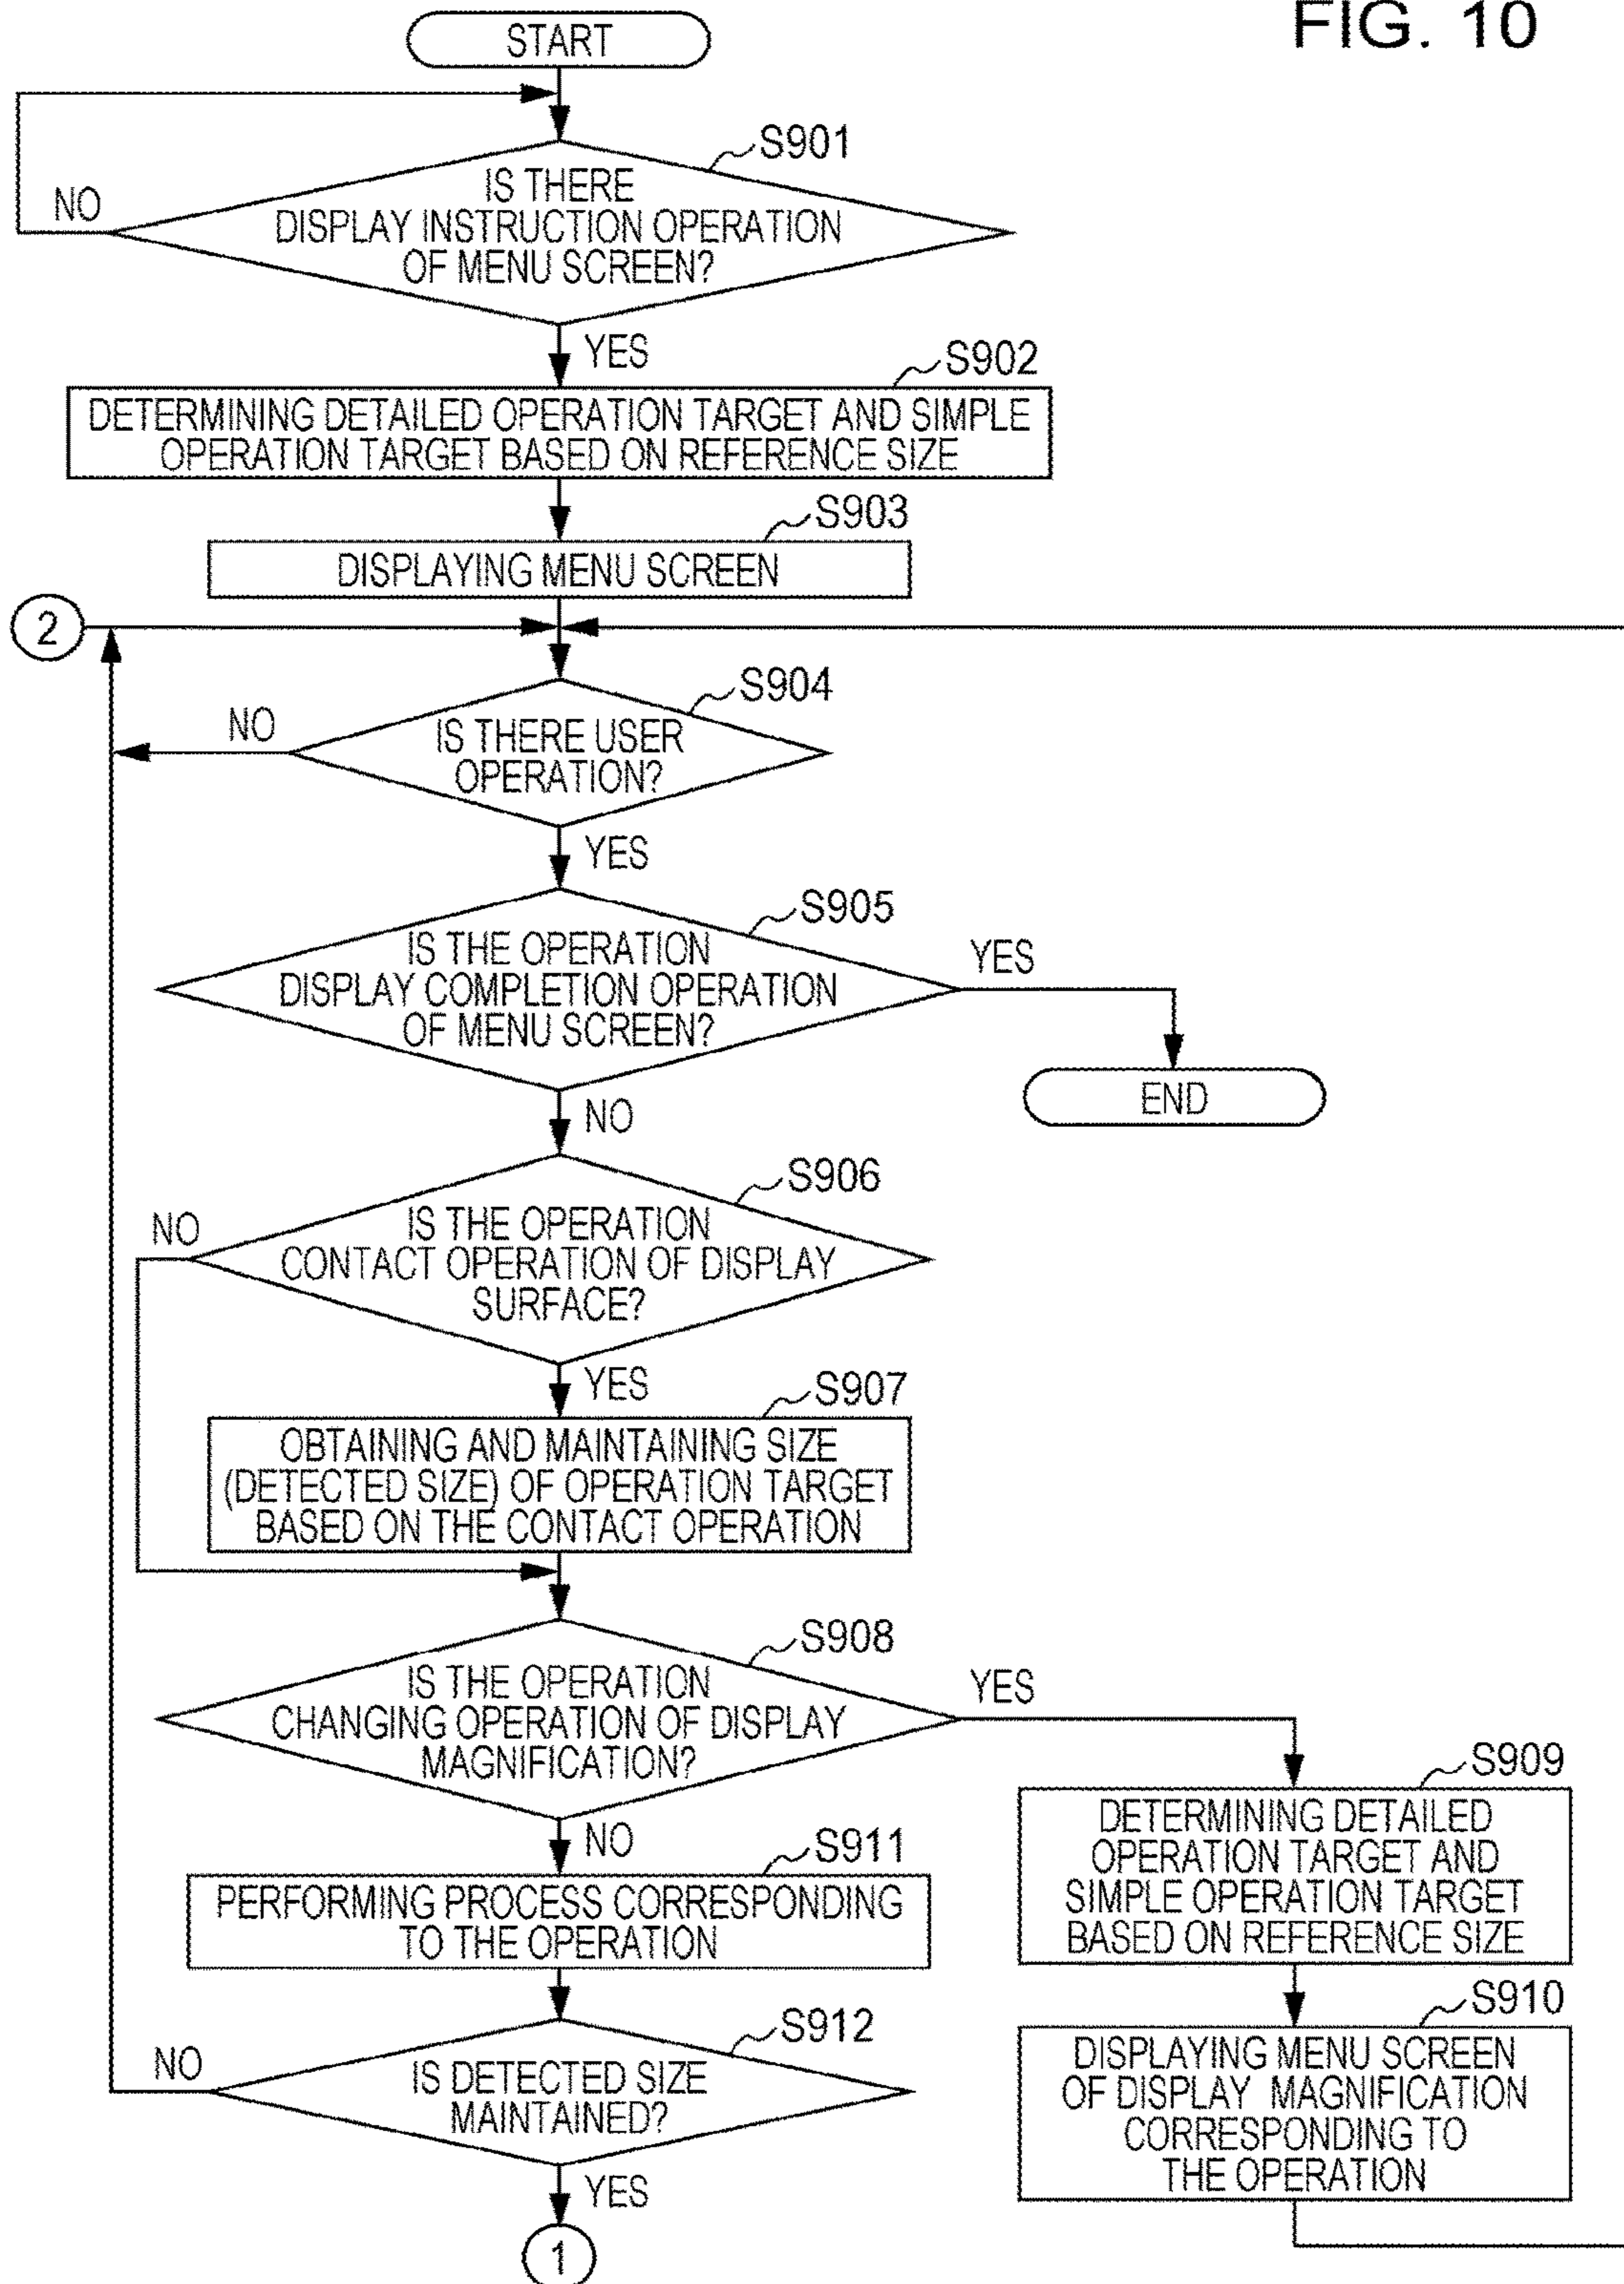 FIG. 10
START
S901
IS THERE
DISPLAY INSTRUCTION OPERATION
OF MENU SCREEN?
NO
YES
S902
DETERMINING DETAILED OPERATION TARGET AND SIMPLE
OPERATION TARGET BASED ON REFERENCE SIZE
S903
DISPLAYING MENU SCREEN
2
S904
NO
IS THERE USER
OPERATION?
YES
S905
IS THE OPERATION
DISPLAY COMPLETION OPERATION
OF MENU SCREEN?
YES
END
NO
S906
NO
IS THE OPERATION
CONTACT OPERATION OF DISPLAY
SURFACE?
YES
S907
OBTAINING AND MAINTAINING SIZE
(DETECTED SIZE) OF OPERATION TARGET
BASED ON THE CONTACT OPERATION
S908
IS THE OPERATION
CHANGING OPERATION OF DISPLAY
MAGNIFICATION?
YES
S909
DETERMINING DETAILED
OPERATION TARGET AND
SIMPLE OPERATION TARGET
BASED ON REFERENCE SIZE
S910
DISPLAYING MENU SCREEN
OF DISPLAY MAGNIFICATION
CORRESPONDING TO
THE OPERATION
NO
S911
PERFORMING PROCESS CORRESPONDING
TO THE OPERATION
S912
NO
IS DETECTED SIZE
MAINTAINED?
YES
1